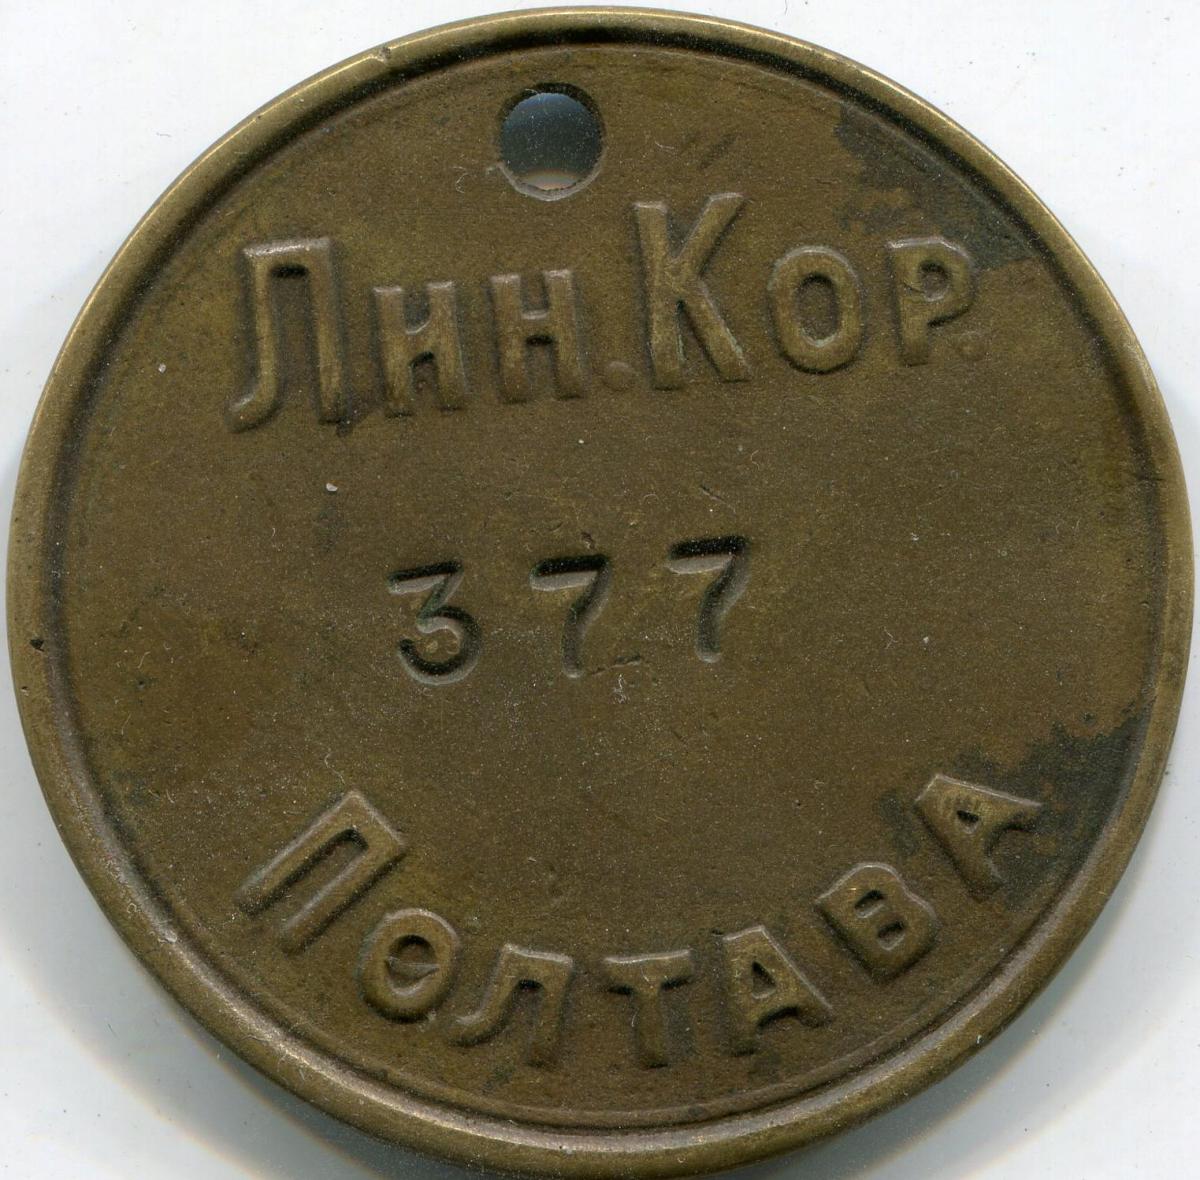 Лин. Кор.
377
Полтава